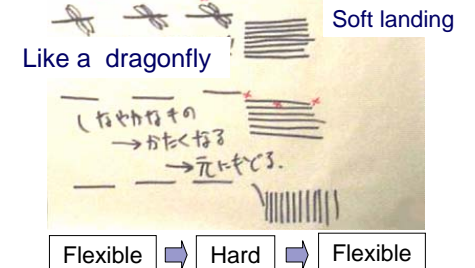 Soft landing
Like a dragonfly
しなやかなもの
→かたくなる
→元にもどる.
Flexible
Hard
Flexible